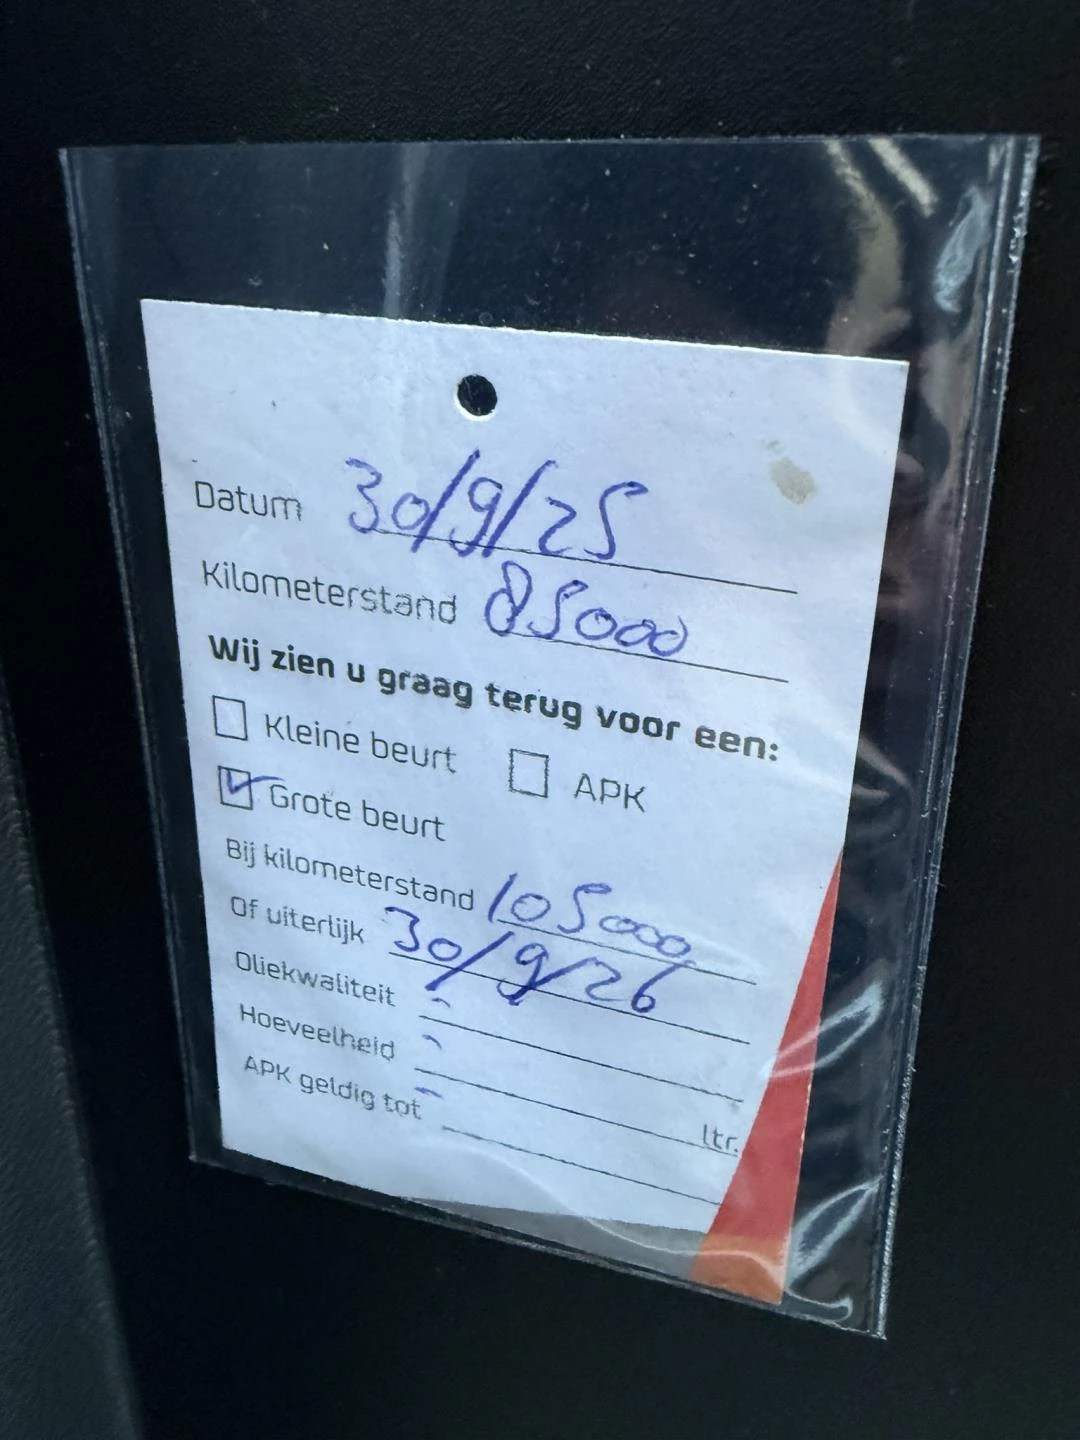 Datum 30/9/25
Kilometerstand 85000
Wij zien u graag terug voor een:
Kleine beurt APK
Grote beurt
Bij kilometerstand 105000
Of uiterlijk 30/9/26
Oliekwaliteit -
Hoeveelheid - ltr.
APK geldig tot -